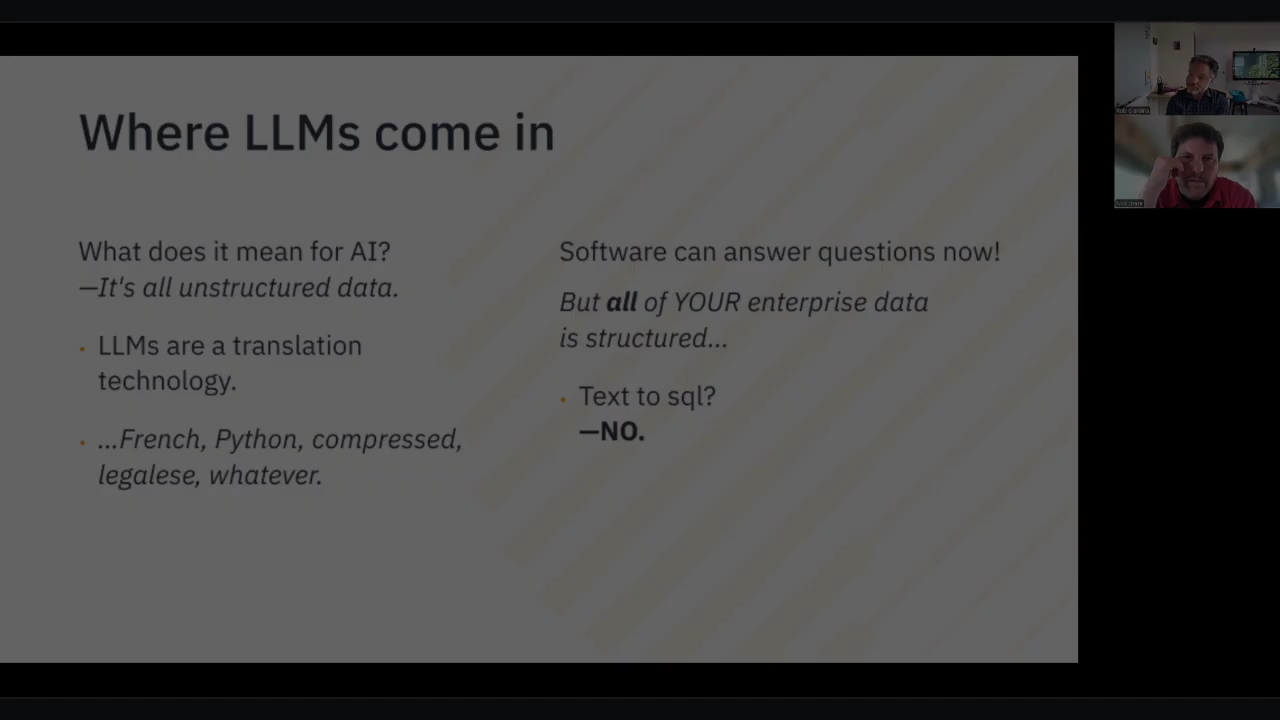 Where LLMs come in
What does it mean for AI?
—It's all unstructured data.
• LLMs are a translation
technology.
• ...French, Python, compressed,
legalese, whatever.
Software can answer questions now!
But all of YOUR enterprise data
is structured...
• Text to sql?
—NO.